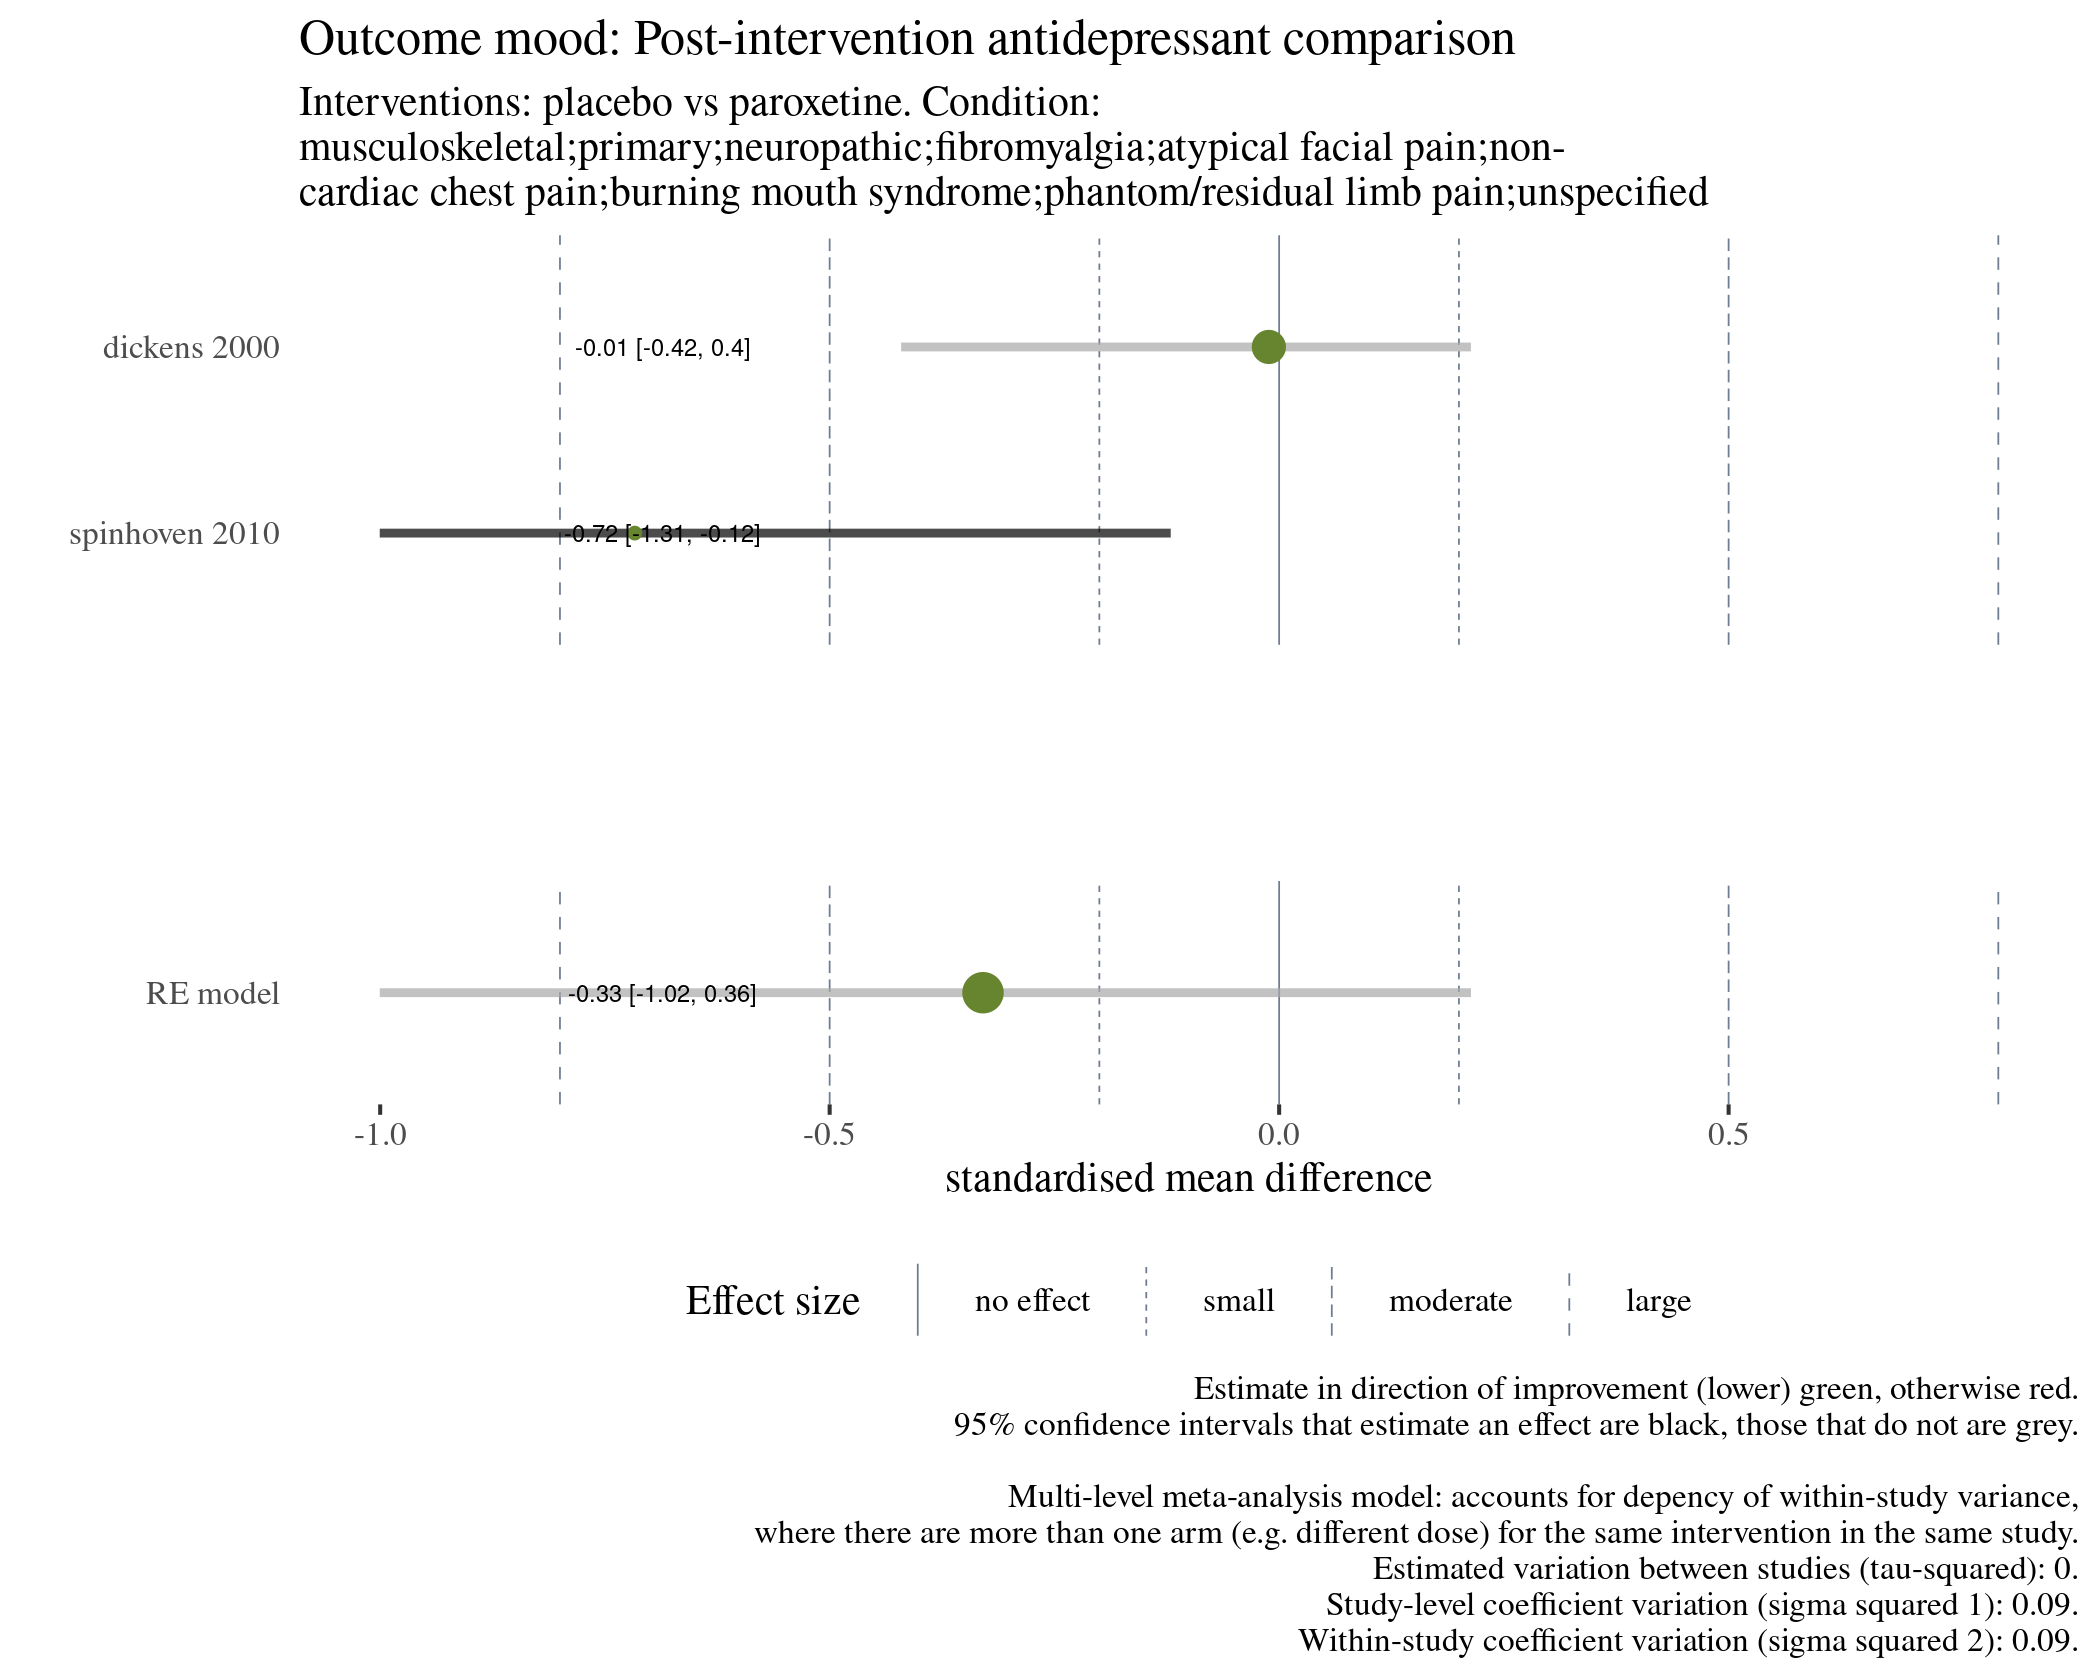 Outcome mood: Post-intervention antidepressant comparison
Interventions: placebo vs paroxetine. Condition:
musculoskeletal;primary;neuropathic;fibromyalgia;atypical facial pain;non-
cardiac chest pain;burning mouth syndrome;phantom/residual limb pain;unspecified
dickens 2000
-0.01 [-0.42, 0.4]
spinhoven 2010
-0.72 [-1.31, -0.12]
RE model
-0.33 [-1.02, 0.36]
-1.0
-0.5
0.0
0.5
standardised mean difference
Effect size
no effect
small
moderate
large
Estimate in direction of improvement (lower) green, otherwise red.
95% confidence intervals that estimate an effect are black, those that do not are grey.
Multi-level meta-analysis model: accounts for depency of within-study variance,
where there are more than one arm (e.g. different dose) for the same intervention in the same study.
Estimated variation between studies (tau-squared): 0.
Study-level coefficient variation (sigma squared 1): 0.09.
Within-study coefficient variation (sigma squared 2): 0.09.